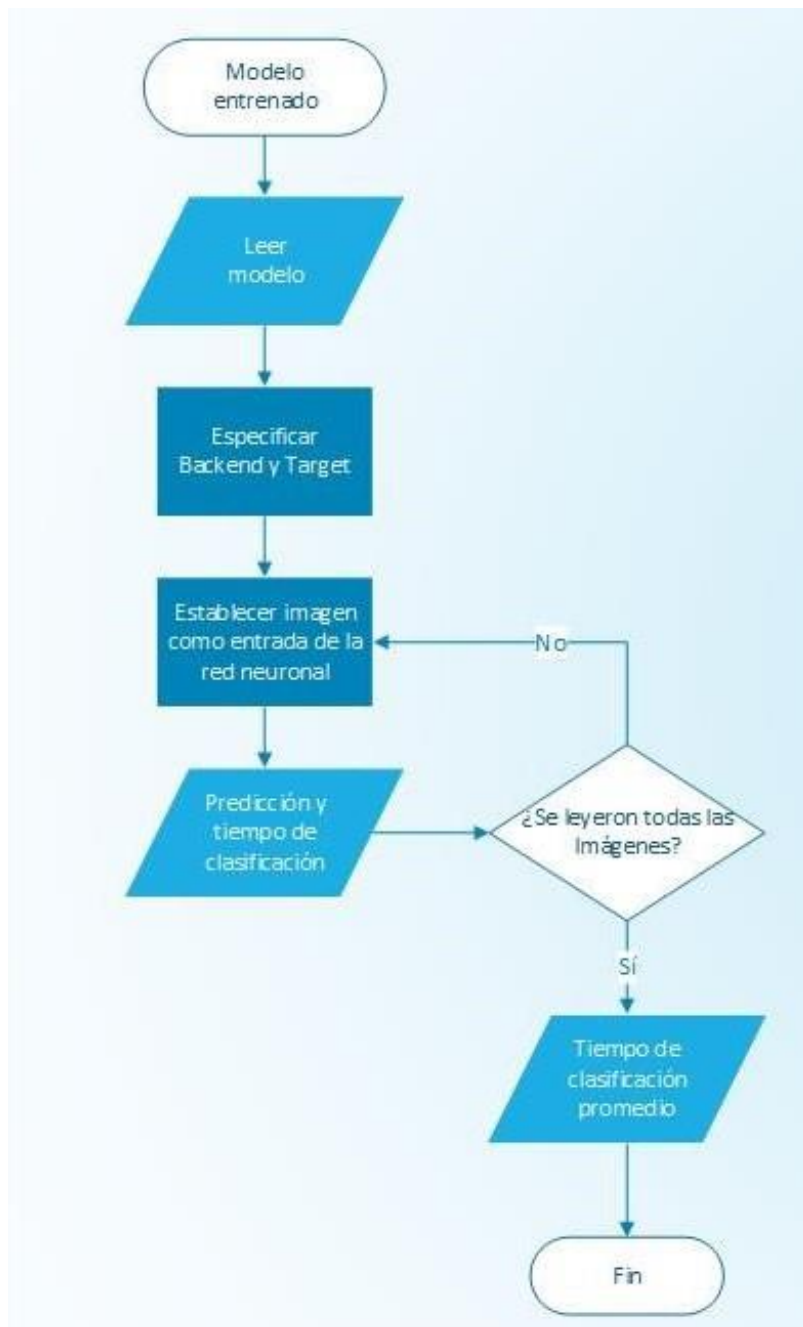 Modelo
entrenado
Leer
modelo
Especificar
Backend y Target
Establecer imagen
como entrada de la
red neuronal
No
Predicción y
tiempo de
clasificación
¿Se leyeron todas las
Imágenes?
Sí
Tiempo de
clasificación
promedio
Fin